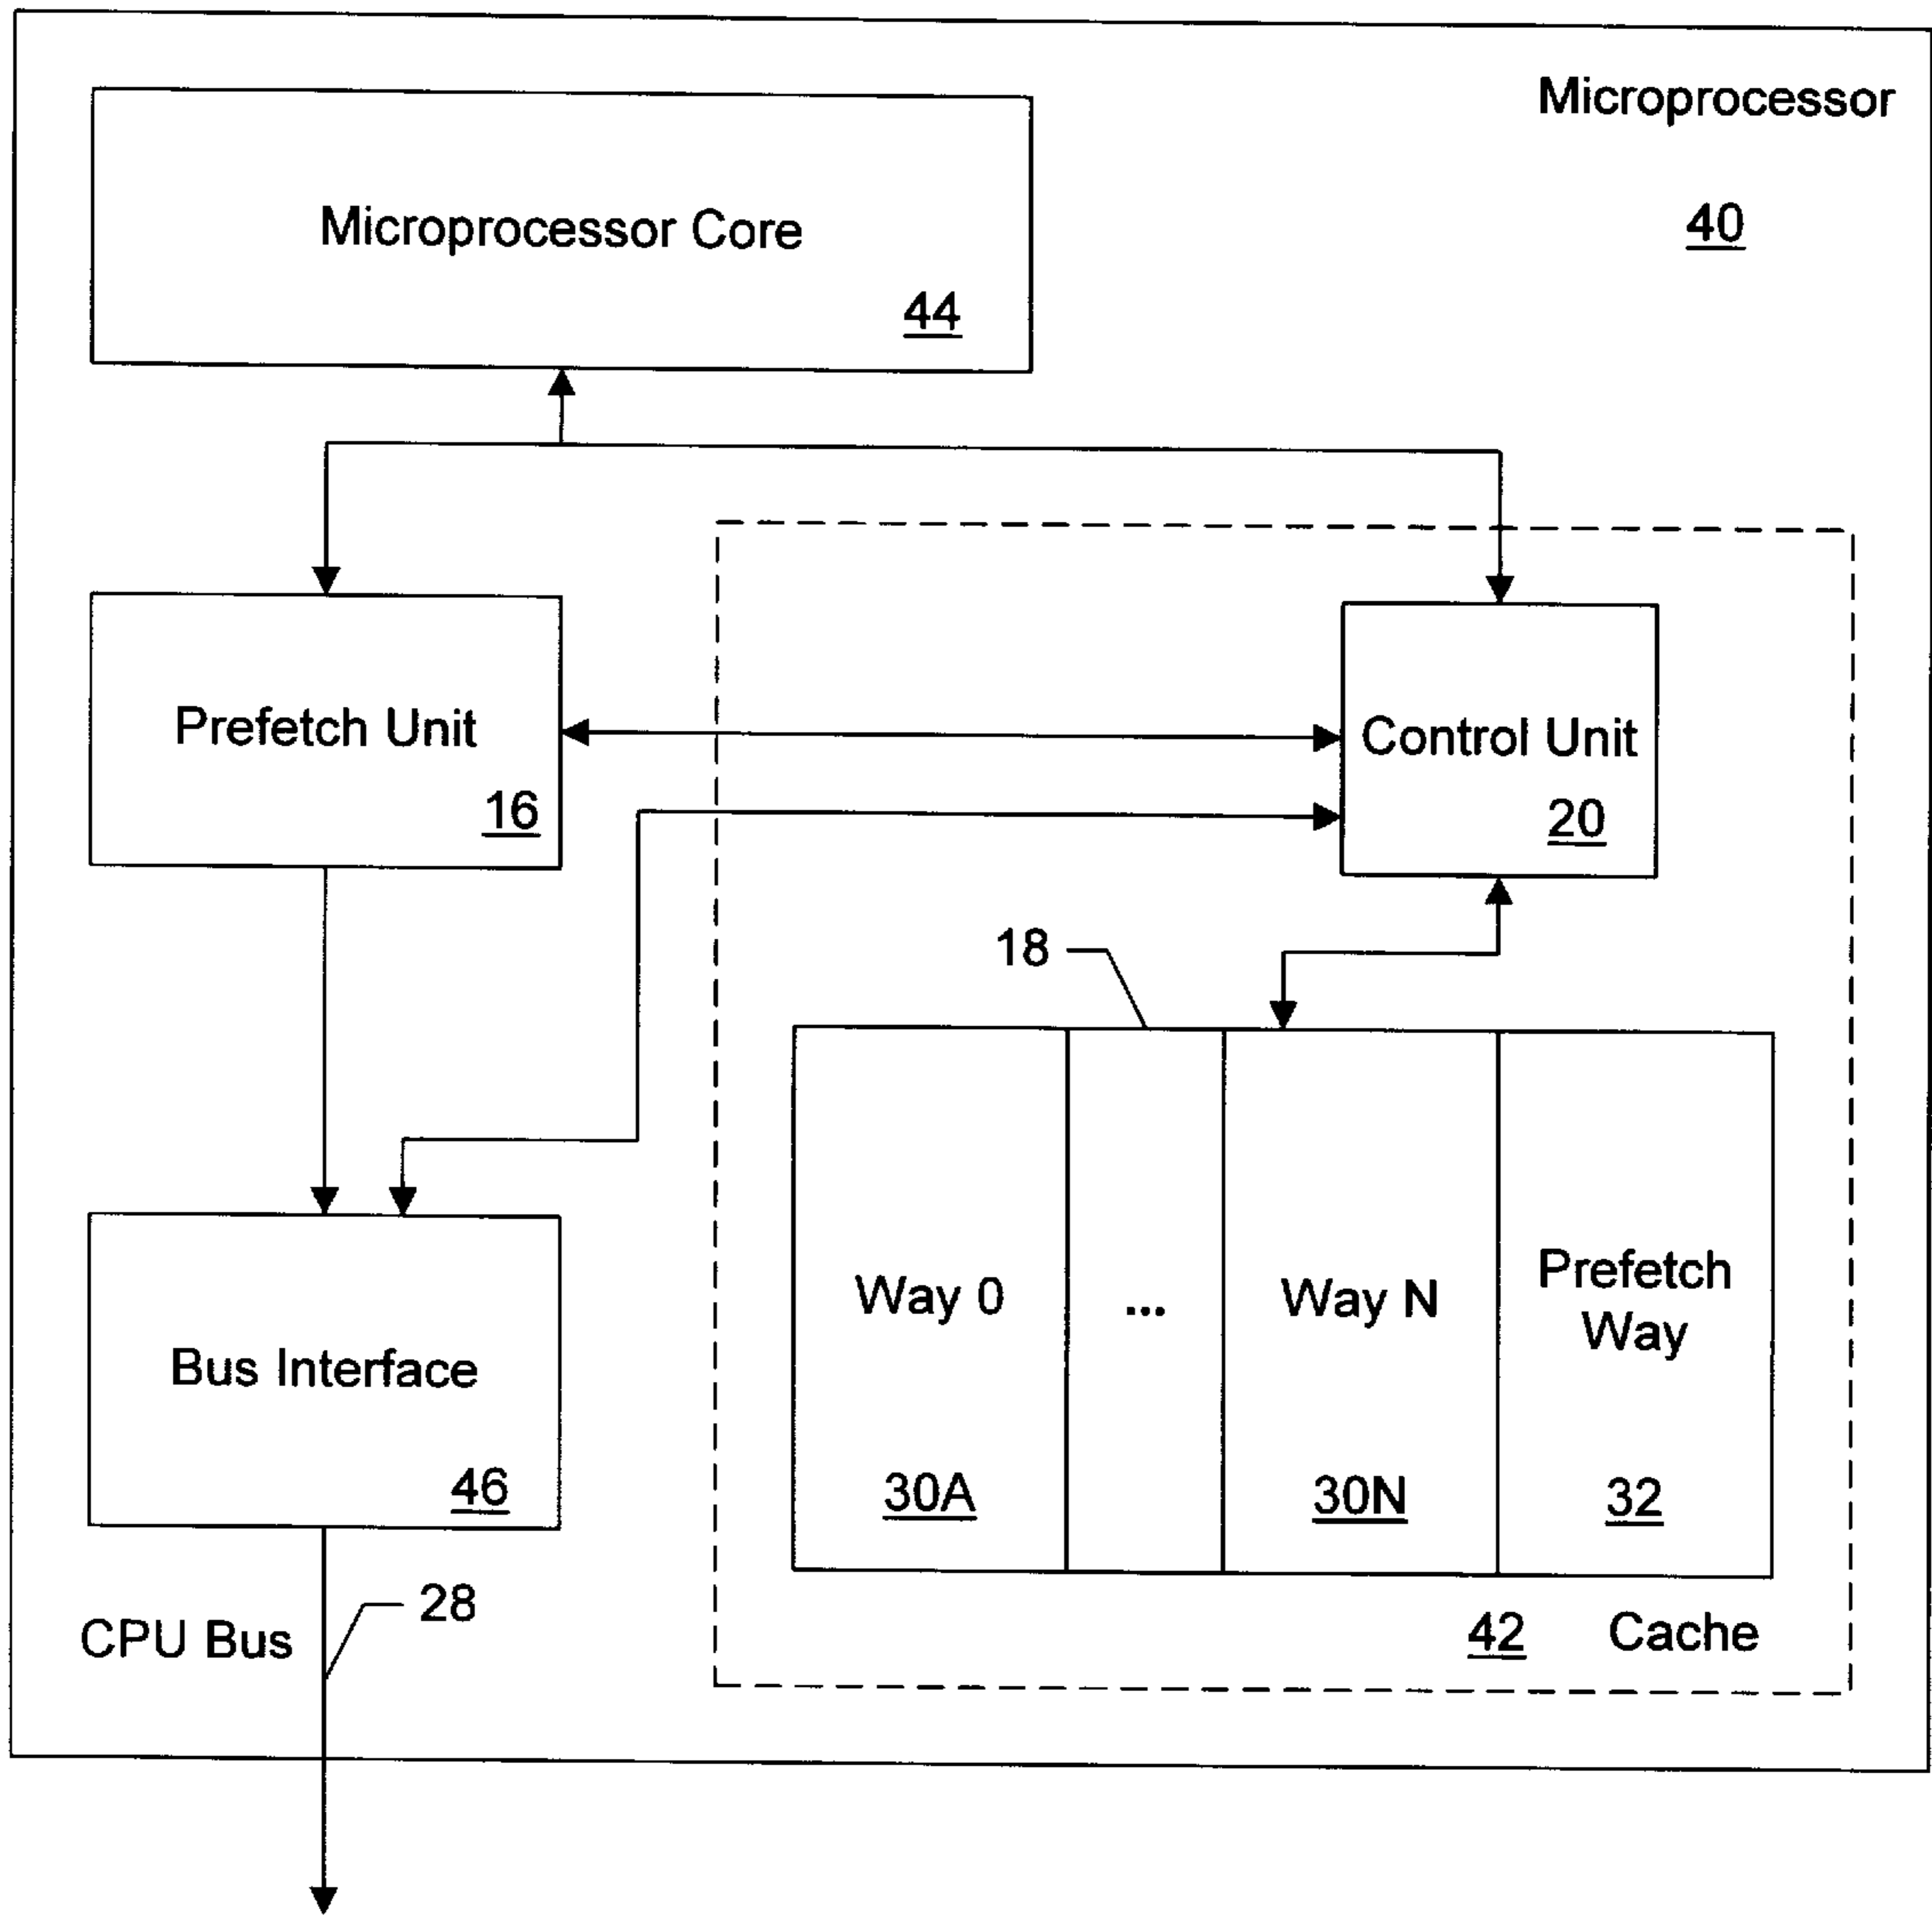 Microprocessor
40
Microprocessor Core
44
Prefetch Unit
16
Control Unit
20
18
Way 0
30A
...
Way N
30N
Prefetch
Way
32
Bus Interface
46
28
CPU Bus
42 Cache